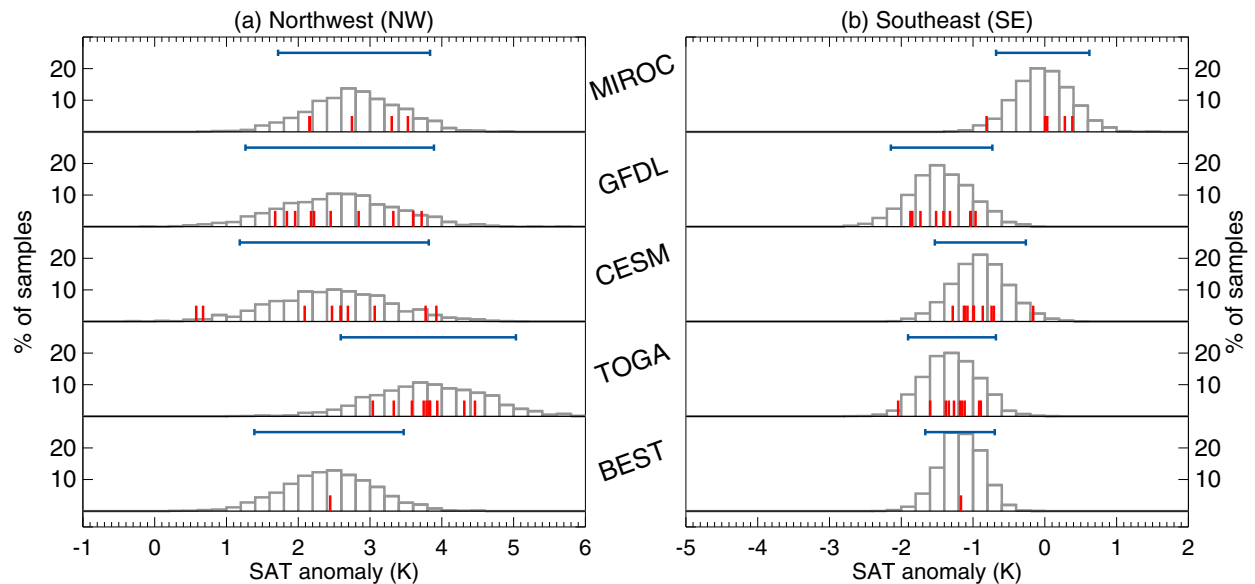 (a) Northwest (NW)
(b) Southeast (SE)
20
10
MIROC
20
10
20
10
GFDL
20
10
20
10
CESM
20
10
20
10
TOGA
20
10
20
10
BEST
20
10
% of samples
% of samples
-1 0 1 2 3 4 5 6
-5 -4 -3 -2 -1 0 1 2
SAT anomaly (K)
SAT anomaly (K)